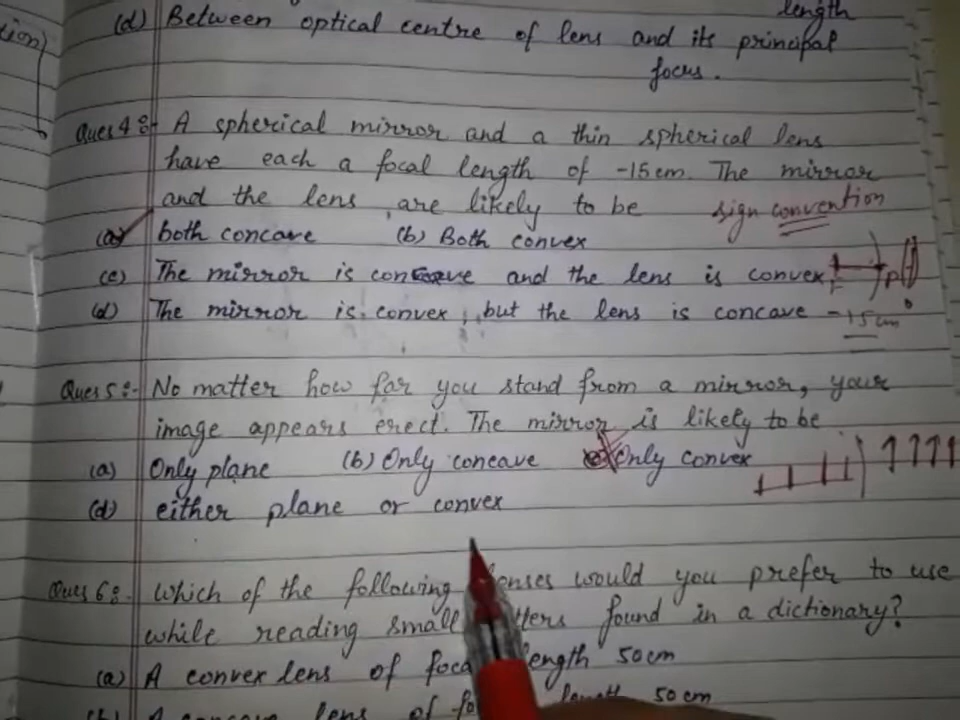 length
(d) Between optical centre of lens and its principal
focus.
Ques 4:- A spherical mirror and a thin spherical lens
have each a focal length of -15cm. The mirror
and the lens are likely to be
sign convention
(a) both concave (b) Both convex
(c) The mirror is concave and the lens is convex
(d) The mirror is convex, but the lens is concave
-15cm
Ques 5:- No matter how far you stand from a mirror, your
image appears erect. The mirror is likely to be
(a) Only plane (b) Only concave Only convex
(d) either plane or convex
Ques 6:- Which of the following lenses would you prefer to use
while reading small found in a dictionary?
(a) A convex lens of length 50cm
lens of 50cm